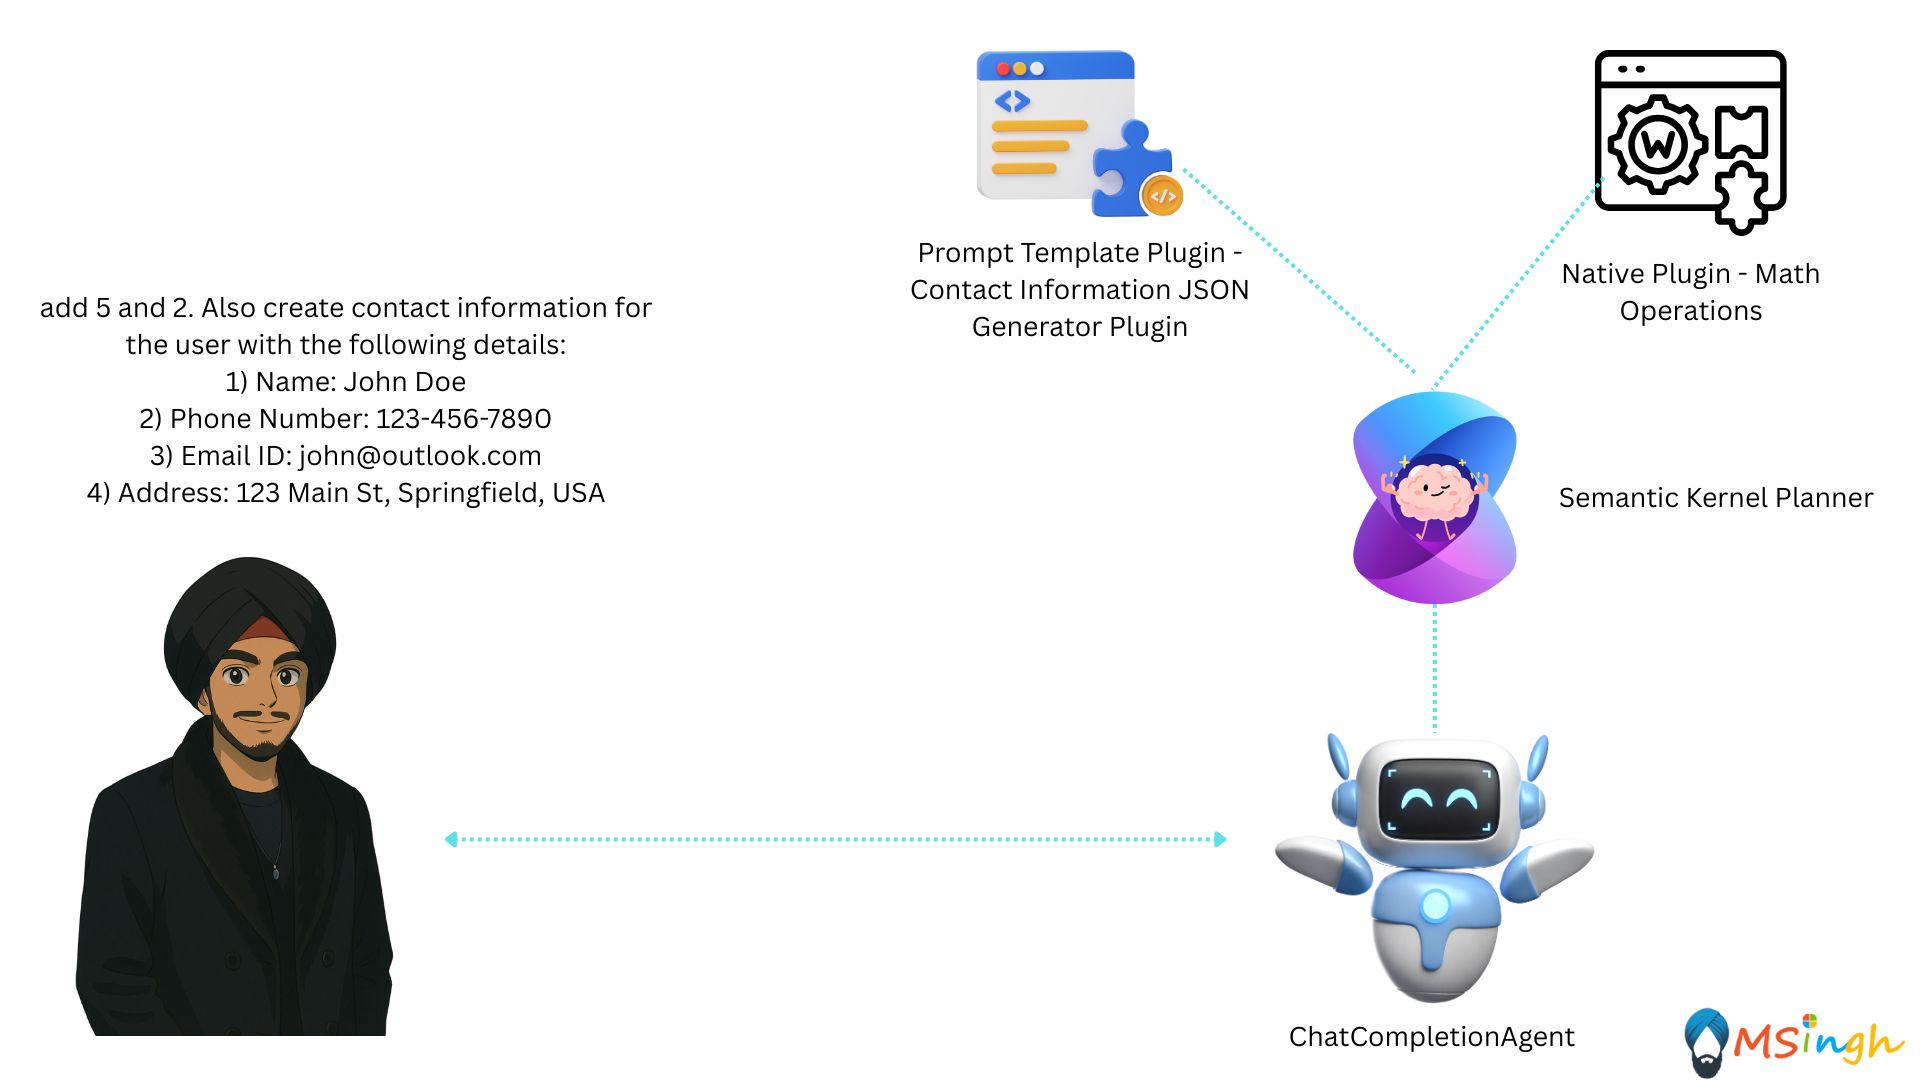 add 5 and 2. Also create contact information for
the user with the following details:
1) Name: John Doe
2) Phone Number: 123-456-7890
3) Email ID: john@outlook.com
4) Address: 123 Main St, Springfield, USA
Prompt Template Plugin -
Contact Information JSON
Generator Plugin
W
Native Plugin - Math
Operations
Semantic Kernel Planner
ChatCompletionAgent
MSingh